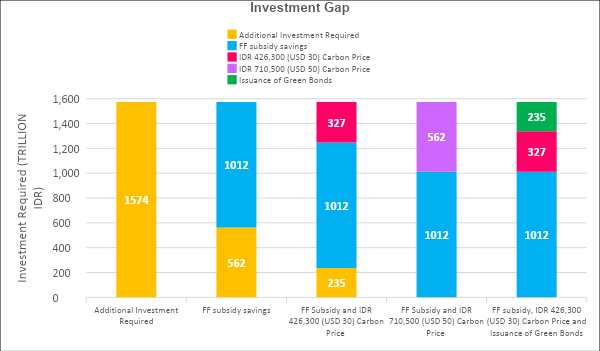 Investment Gap
Additional Investment Required
FF subsidy savings
IDR 426,300 (USD 30) Carbon Price
IDR 710,500 (USD 50) Carbon Price
Issuance of Green Bonds
Investment Required (TRILLION
IDR)
1,600
1,400
1,200
1,000
800
600
400
200
0
1574
1012
562
327
1012
235
562
1012
235
327
1012
Additional Investment
Required
FF subsidy savings
FF Subsidy and IDR
426,300 (USD 30) Carbon
Price
FF Subsidy and IDR
710,500 (USD 50) Carbon
Price
FF subsidy, IDR 426,300
(USD 30) Carbon Price and
Issuance of Green Bonds